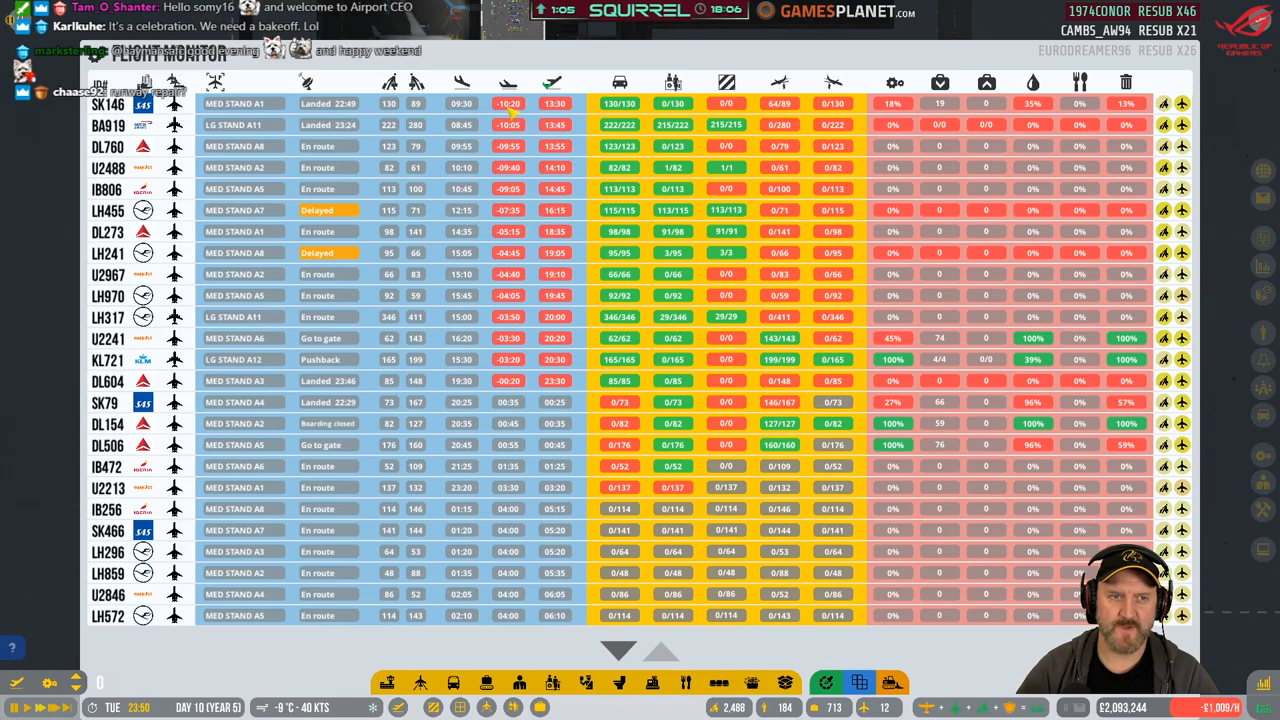 Tam_O_Shanter: Hello somy16 and welcome to Airport CEO
1:05 SQUIRREL 18:06 GAMESPLANET.COM
1974CONOR RESUB X46
Karlkuhe: It's a celebration. We need a bakeoff. Lol
CAMBS_AW94 RESUB X21
marksterling: @haymansafc good evening and happy weekend
EURODREAMER96 RESUB X26
REPUBLIC OF GAMERS
FLIGHT MONITOR
chaase92: runway repair?
ID#
SK146 SAS MED STAND A1 Landed 22:49 130 89 09:30 -10:20 13:30 130/130 0/130 0/0 64/89 0/130 18% 19 0 35% 0% 13%
BA919 LG STAND A11 Landed 23:24 222 280 08:45 -10:05 13:45 222/222 215/222 215/215 0/280 0/222 0% 0/0 0/0 0% 0% 0%
DL760 MED STAND A8 En route 123 79 09:55 -09:55 13:55 123/123 0/123 0/0 0/79 0/123 0% 0 0 0% 0% 0%
U2488 easyJet MED STAND A2 En route 82 61 10:10 -09:40 14:10 82/82 1/82 1/1 0/61 0/82 0% 0 0 0% 0% 0%
IB806 IBERIA MED STAND A5 En route 113 100 10:45 -09:05 14:45 113/113 0/113 0/0 0/100 0/113 0% 0 0 0% 0% 0%
LH455 MED STAND A7 Delayed 115 71 12:15 -07:35 16:15 115/115 113/115 113/113 0/71 0/115 0% 0 0 0% 0% 0%
DL273 MED STAND A1 En route 98 141 14:35 -05:15 18:35 98/98 91/98 91/91 0/141 0/98 0% 0 0 0% 0% 0%
LH241 MED STAND A8 Delayed 95 66 15:05 -04:45 19:05 95/95 3/95 3/3 0/66 0/95 0% 0 0 0% 0% 0%
U2967 easyJet MED STAND A2 En route 66 83 15:10 -04:40 19:10 66/66 0/66 0/0 0/83 0/66 0% 0 0 0% 0% 0%
LH970 MED STAND A5 En route 92 59 15:45 -04:05 19:45 92/92 0/92 0/0 0/59 0/92 0% 0 0 0% 0% 0%
LH317 LG STAND A11 En route 346 411 15:00 -03:50 20:00 346/346 29/346 29/29 0/411 0/346 0% 0 0 0% 0% 0%
U2241 easyJet MED STAND A6 Go to gate 62 143 16:20 -03:30 20:20 62/62 0/62 0/0 143/143 0/62 45% 74 0 100% 0% 100%
KL721 KLM LG STAND A12 Pushback 165 199 15:30 -03:20 20:30 165/165 0/165 0/0 199/199 0/165 100% 4/4 0/0 39% 0% 100%
DL604 MED STAND A3 Landed 23:46 85 148 19:30 -00:20 23:30 85/85 0/85 0/0 0/148 0/85 0% 0 0 0% 0% 0%
SK79 SAS MED STAND A4 Landed 22:29 73 167 20:25 00:35 00:25 0/73 0/73 0/0 146/167 0/73 27% 66 0 96% 0% 57%
DL154 MED STAND A2 Boarding closed 82 127 20:35 00:45 00:35 0/82 0/82 0/0 127/127 0/82 100% 59 0 100% 0% 100%
DL506 MED STAND A5 Go to gate 176 160 20:45 00:55 00:45 0/176 0/176 0/0 160/160 0/176 100% 76 0 96% 0% 59%
IB472 IBERIA MED STAND A6 En route 52 109 21:25 01:35 01:25 0/52 0/52 0/0 0/109 0/52 0% 0 0 0% 0% 0%
U2213 easyJet MED STAND A1 En route 137 132 23:20 03:30 03:20 0/137 0/137 0/137 0/132 0/137 0% 0 0 0% 0% 0%
IB256 IBERIA MED STAND A8 En route 114 146 01:15 04:00 05:15 0/114 0/114 0/114 0/146 0/114 0% 0 0 0% 0% 0%
SK466 SAS MED STAND A7 En route 141 144 01:20 04:00 05:20 0/141 0/141 0/141 0/144 0/141 0% 0 0 0% 0% 0%
LH296 MED STAND A3 En route 64 53 01:20 04:00 05:20 0/64 0/64 0/64 0/53 0/64 0% 0 0 0% 0% 0%
LH859 MED STAND A2 En route 48 88 01:35 04:00 05:35 0/48 0/48 0/48 0/88 0/48 0% 0 0 0% 0%
U2846 easyJet MED STAND A4 En route 86 52 02:05 04:00 06:05 0/86 0/86 0/86 0/52 0/86 0% 0 0 0% 0%
LH572 MED STAND A5 En route 114 143 02:10 04:00 06:10 0/114 0/114 0/114 0/143 0/114 0% 0 0 0% 0%
?
0
TUE 23:50 DAY 10 (YEAR 5) -9 °C - 40 KTS 2,488 184 713 12 + + + = 0 £2,093,244 -£1,009/H